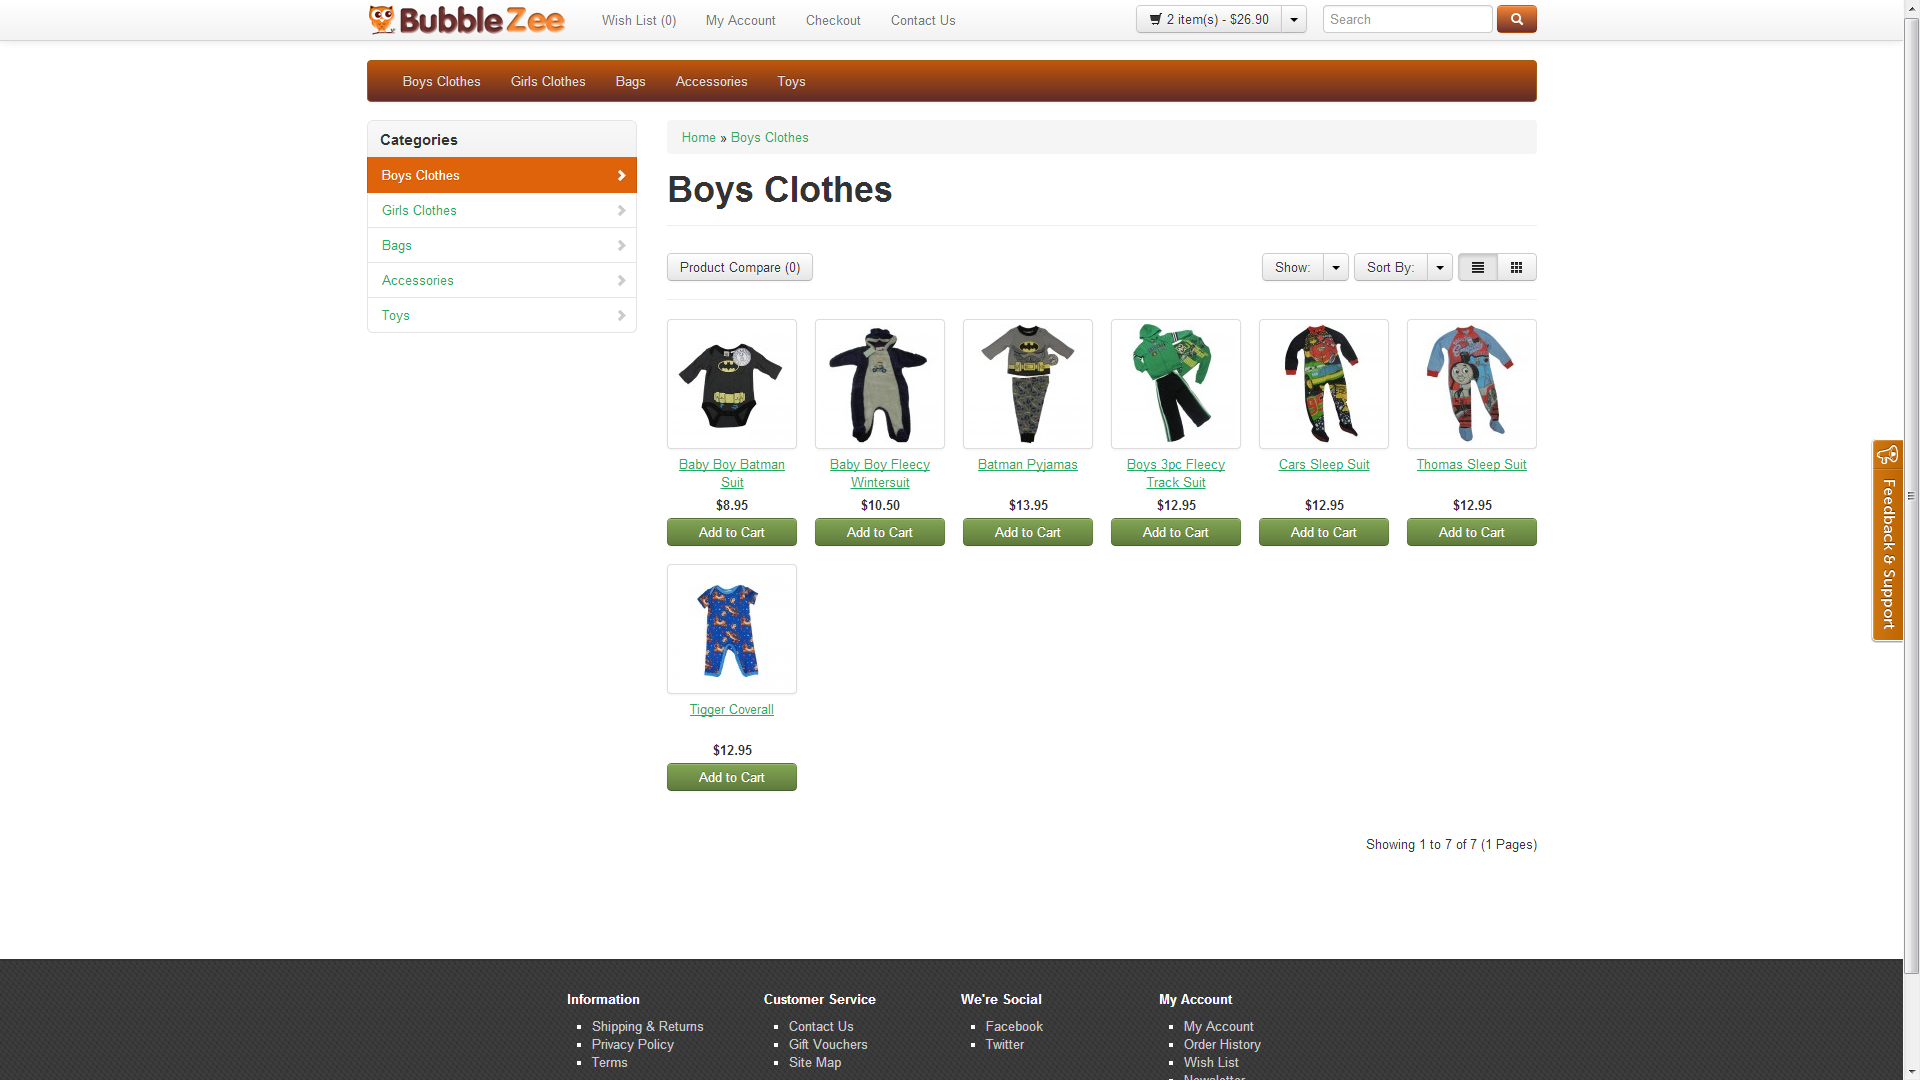 BubbleZee
Wish List (0)
My Account
Checkout
Contact Us
2 item(s) - $26.90
Search
Boys Clothes
Girls Clothes
Bags
Accessories
Toys
Categories
Boys Clothes
Girls Clothes
Bags
Accessories
Toys
Home » Boys Clothes
Boys Clothes
Product Compare (0)
Show:
Sort By:
Baby Boy Batman
Suit
$8.95
Add to Cart
Baby Boy Fleecy
Wintersuit
$10.50
Add to Cart
Batman Pyjamas
$13.95
Add to Cart
Boys 3pc Fleecy
Track Suit
$12.95
Add to Cart
Cars Sleep Suit
$12.95
Add to Cart
Thomas Sleep Suit
$12.95
Add to Cart
Tigger Coverall
$12.95
Add to Cart
Showing 1 to 7 of 7 (1 Pages)
Feedback & Support
Information
Shipping & Returns
Privacy Policy
Terms
Customer Service
Contact Us
Gift Vouchers
Site Map
We're Social
Facebook
Twitter
My Account
My Account
Order History
Wish List
Newsletter